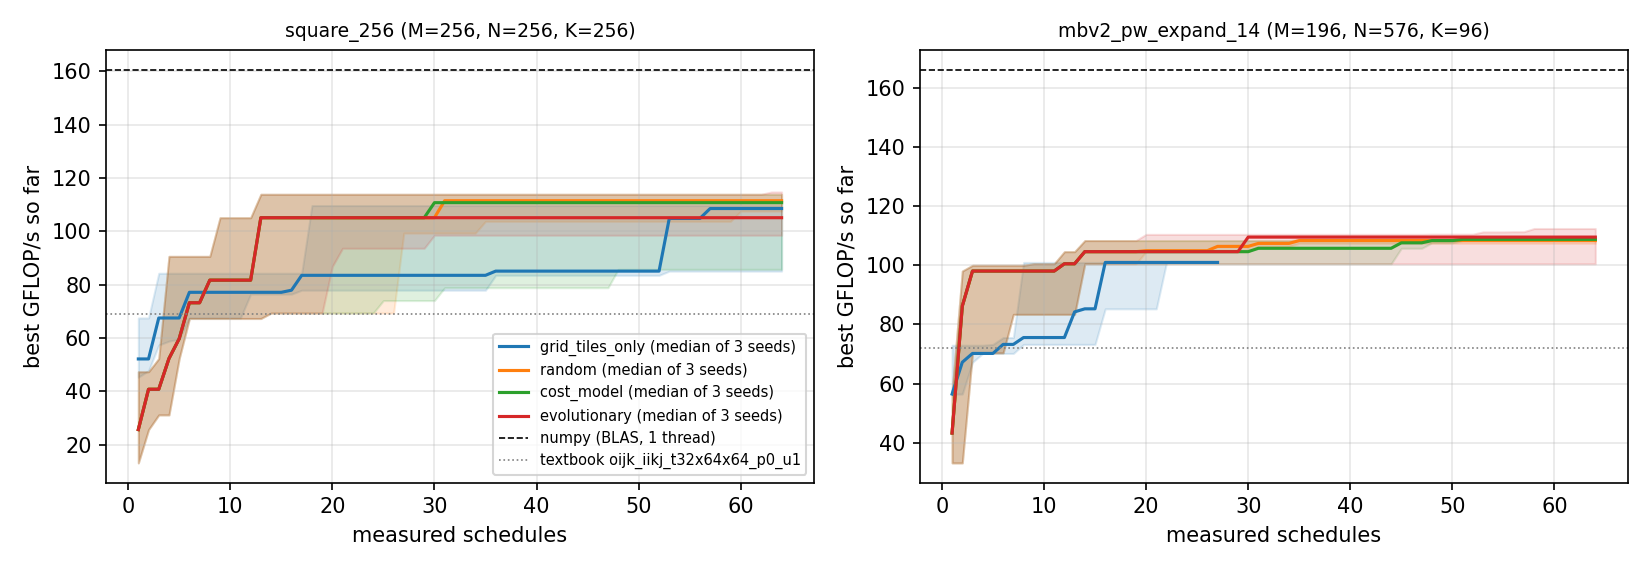 square_256 (M=256, N=256, K=256)
best GFLOP/s so far
160
140
120
100
80
60
40
20
0
10
20
30
40
50
60
measured schedules
grid_tiles_only (median of 3 seeds)
random (median of 3 seeds)
cost_model (median of 3 seeds)
evolutionary (median of 3 seeds)
numpy (BLAS, 1 thread)
textbook oijk_iikj_t32x64x64_p0_u1
mbv2_pw_expand_14 (M=196, N=576, K=96)
best GFLOP/s so far
160
140
120
100
80
60
40
0
10
20
30
40
50
60
measured schedules